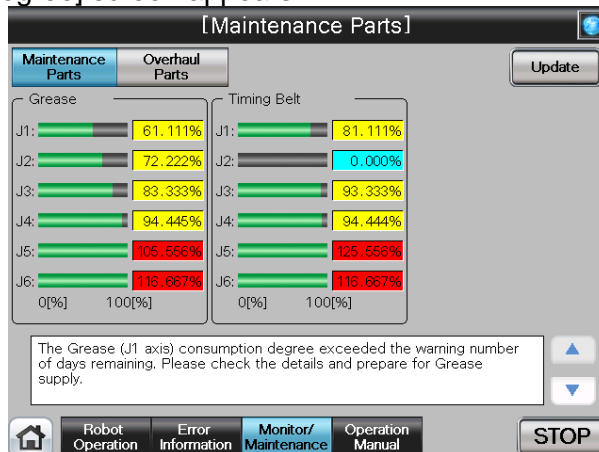 [Maintenance Parts]
Maintenance Parts
Overhaul Parts
Update
Grease
J1: 61.111%
J2: 72.222%
J3: 83.333%
J4: 94.445%
J5: 105.556%
J6: 116.667%
0[%] 100[%]
Timing Belt
J1: 81.111%
J2: 0.000%
J3: 93.333%
J4: 94.444%
J5: 125.556%
J6: 116.667%
0[%] 100[%]
The Grease (J1 axis) consumption degree exceeded the warning number
of days remaining. Please check the details and prepare for Grease
supply.
Robot Operation
Error Information
Monitor/ Maintenance
Operation Manual
STOP